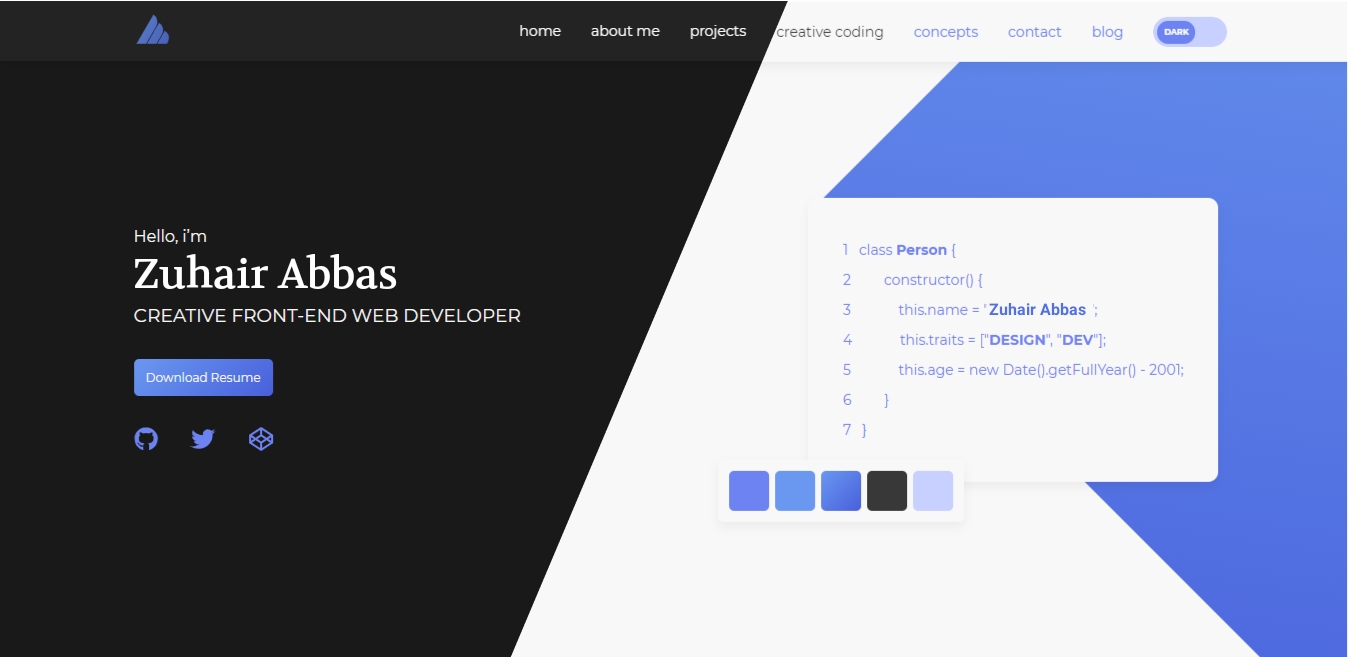 home about me projects creative coding concepts contact blog DARK
Hello, i'm
Zuhair Abbas
CREATIVE FRONT-END WEB DEVELOPER
Download Resume
1 class Person {
2 constructor() {
3 this.name = ' Zuhair Abbas ';
4 this.traits = ["DESIGN", "DEV"];
5 this.age = new Date().getFullYear() - 2001;
6 }
7 }